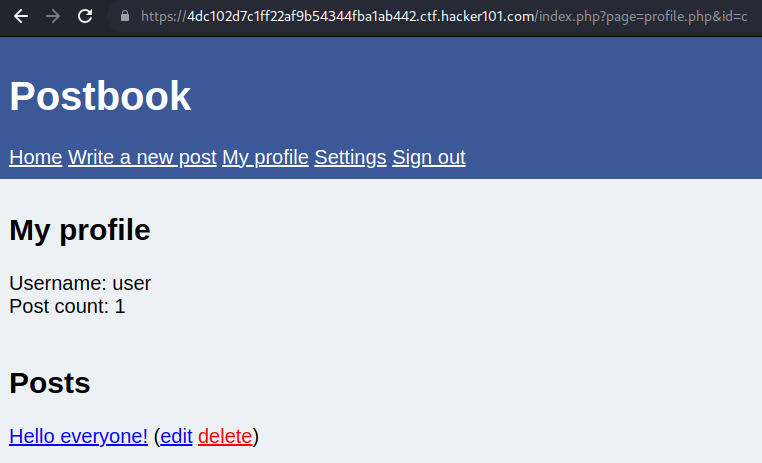 https://4dc102d7c1ff22af9b54344fba1ab442.ctf.hacker101.com/index.php?page=profile.php&id=c
Postbook
Home Write a new post My profile Settings Sign out
My profile
Username: user
Post count: 1
Posts
Hello everyone! (edit delete)